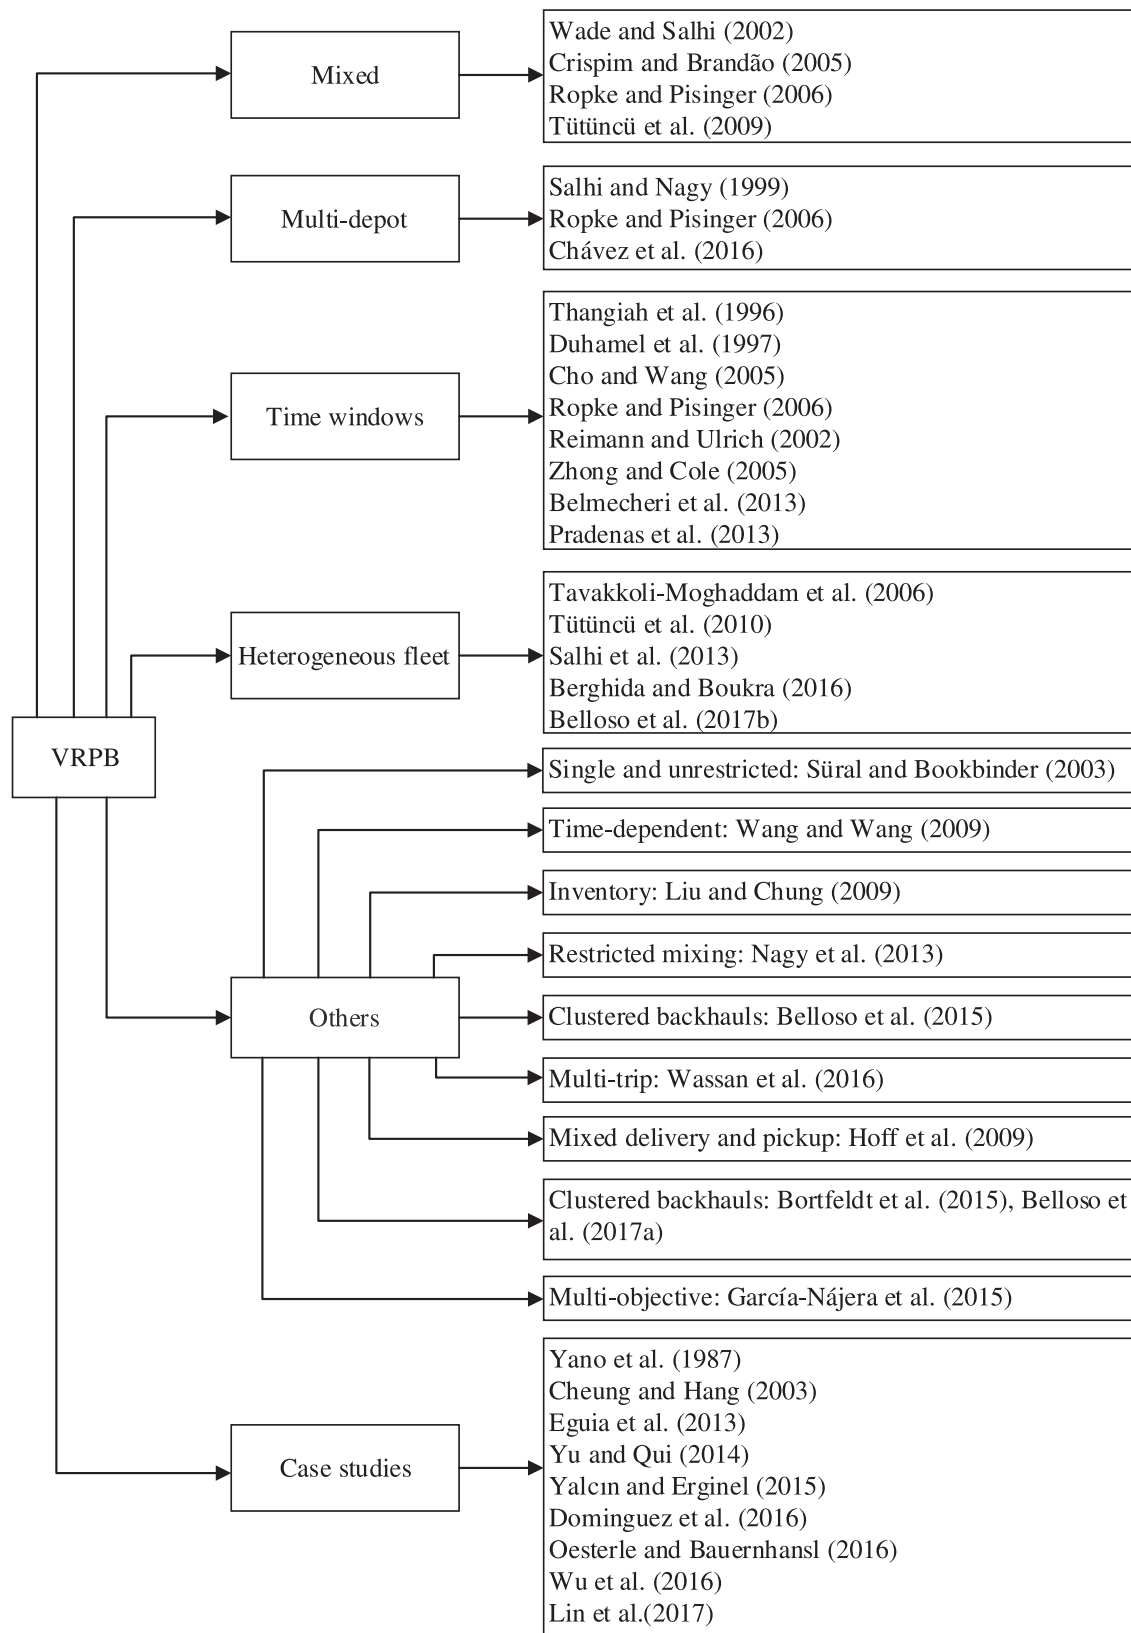 Mixed
Wade and Salhi (2002)
Crispim and Brandão (2005)
Ropke and Pisinger (2006)
Tütüncü et al. (2009)
Multi-depot
Salhi and Nagy (1999)
Ropke and Pisinger (2006)
Chávez et al. (2016)
Time windows
Thangiah et al. (1996)
Duhamel et al. (1997)
Cho and Wang (2005)
Ropke and Pisinger (2006)
Reimann and Ulrich (2002)
Zhong and Cole (2005)
Belmecheri et al. (2013)
Pradenas et al. (2013)
Heterogeneous fleet
Tavakkoli-Moghaddam et al. (2006)
Tütüncü et al. (2010)
Salhi et al. (2013)
Berghida and Boukra (2016)
Belloso et al. (2017b)
VRPB
Others
Single and unrestricted: Süral and Bookbinder (2003)
Time-dependent: Wang and Wang (2009)
Inventory: Liu and Chung (2009)
Restricted mixing: Nagy et al. (2013)
Clustered backhauls: Belloso et al. (2015)
Multi-trip: Wassan et al. (2016)
Mixed delivery and pickup: Hoff et al. (2009)
Clustered backhauls: Bortfeldt et al. (2015), Belloso et
al. (2017a)
Multi-objective: García-Nájera et al. (2015)
Case studies
Yano et al. (1987)
Cheung and Hang (2003)
Eguia et al. (2013)
Yu and Qui (2014)
Yalcın and Erginel (2015)
Dominguez et al. (2016)
Oesterle and Bauernhansl (2016)
Wu et al. (2016)
Lin et al.(2017)